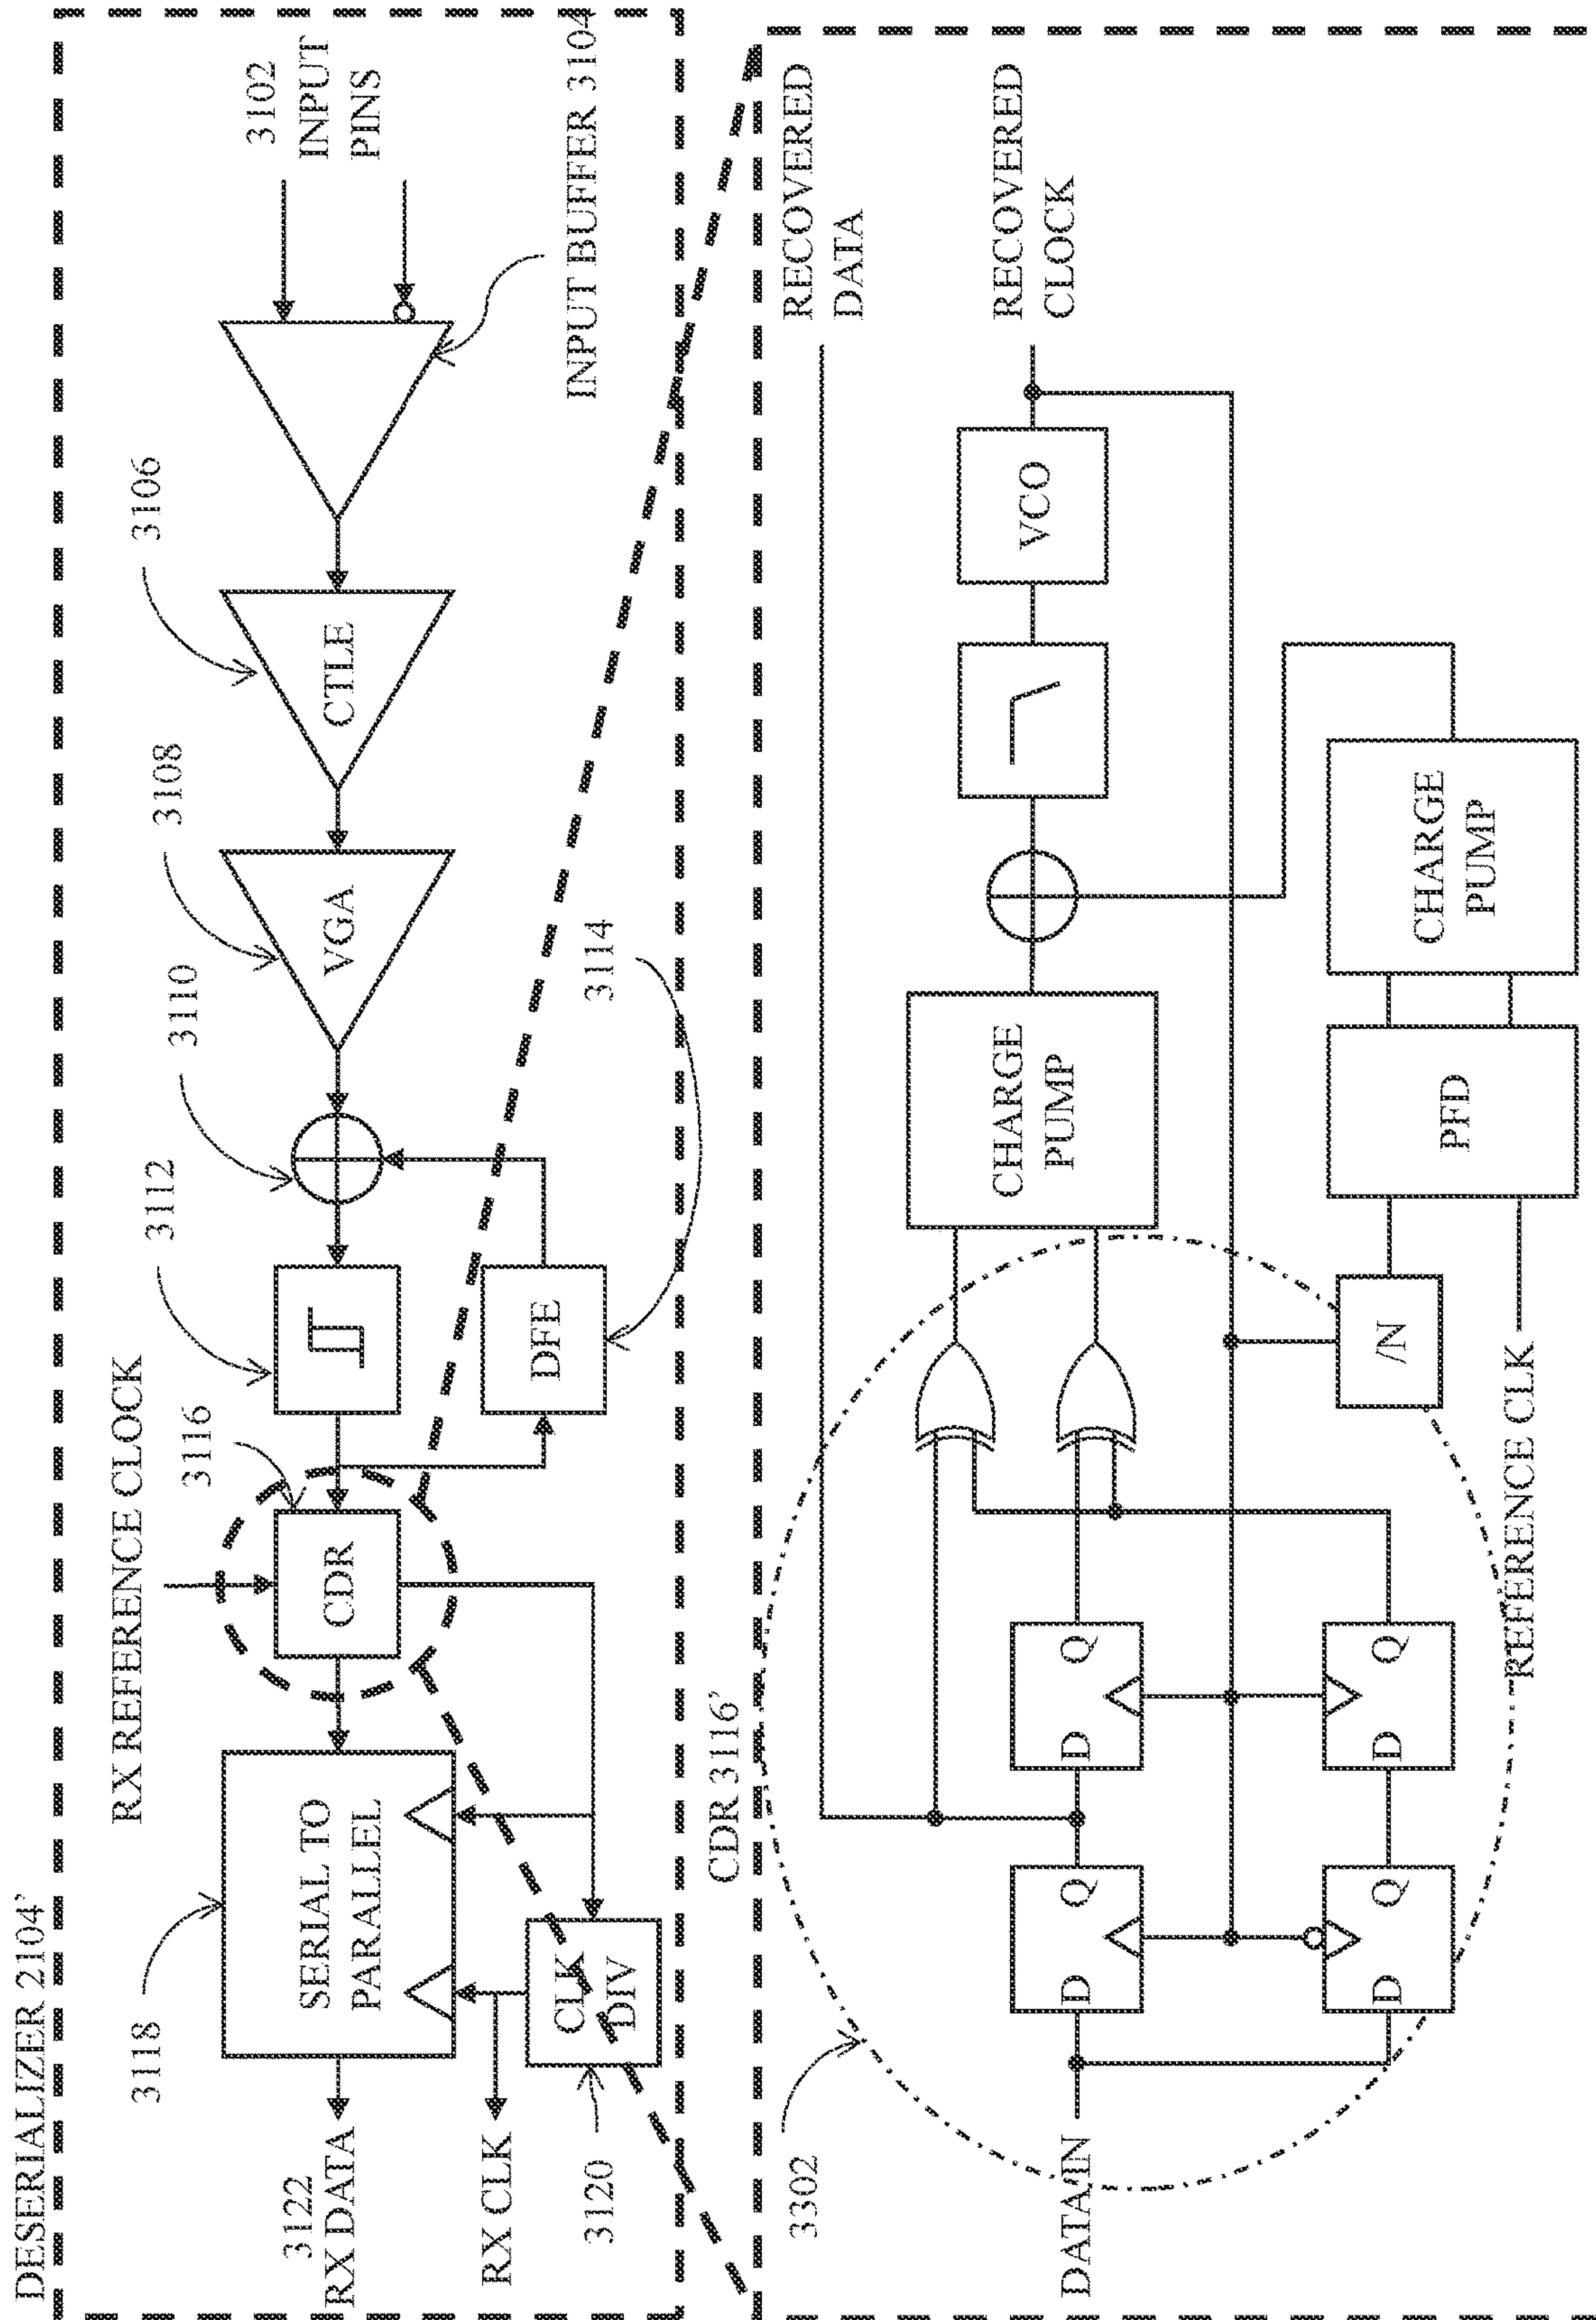 DESERIALIZER 2104'
RX REFERENCE CLOCK
3118
3116
3112
3110
3108
3106
3102
INPUT
PINS
SERIAL TO
PARALLEL
CDR
VGA
CTLE
3122
RX DATA
RX CLK
CLK
DIV
3120
DFE
3114
INPUT BUFFER 3104
CDR 3116'
3302
RECOVERED
DATA
RECOVERED
CLOCK
DATA IN
D
Q
D
Q
D
Q
D
Q
CHARGE
PUMP
VCO
/N
PFD
CHARGE
PUMP
REFERENCE CLK